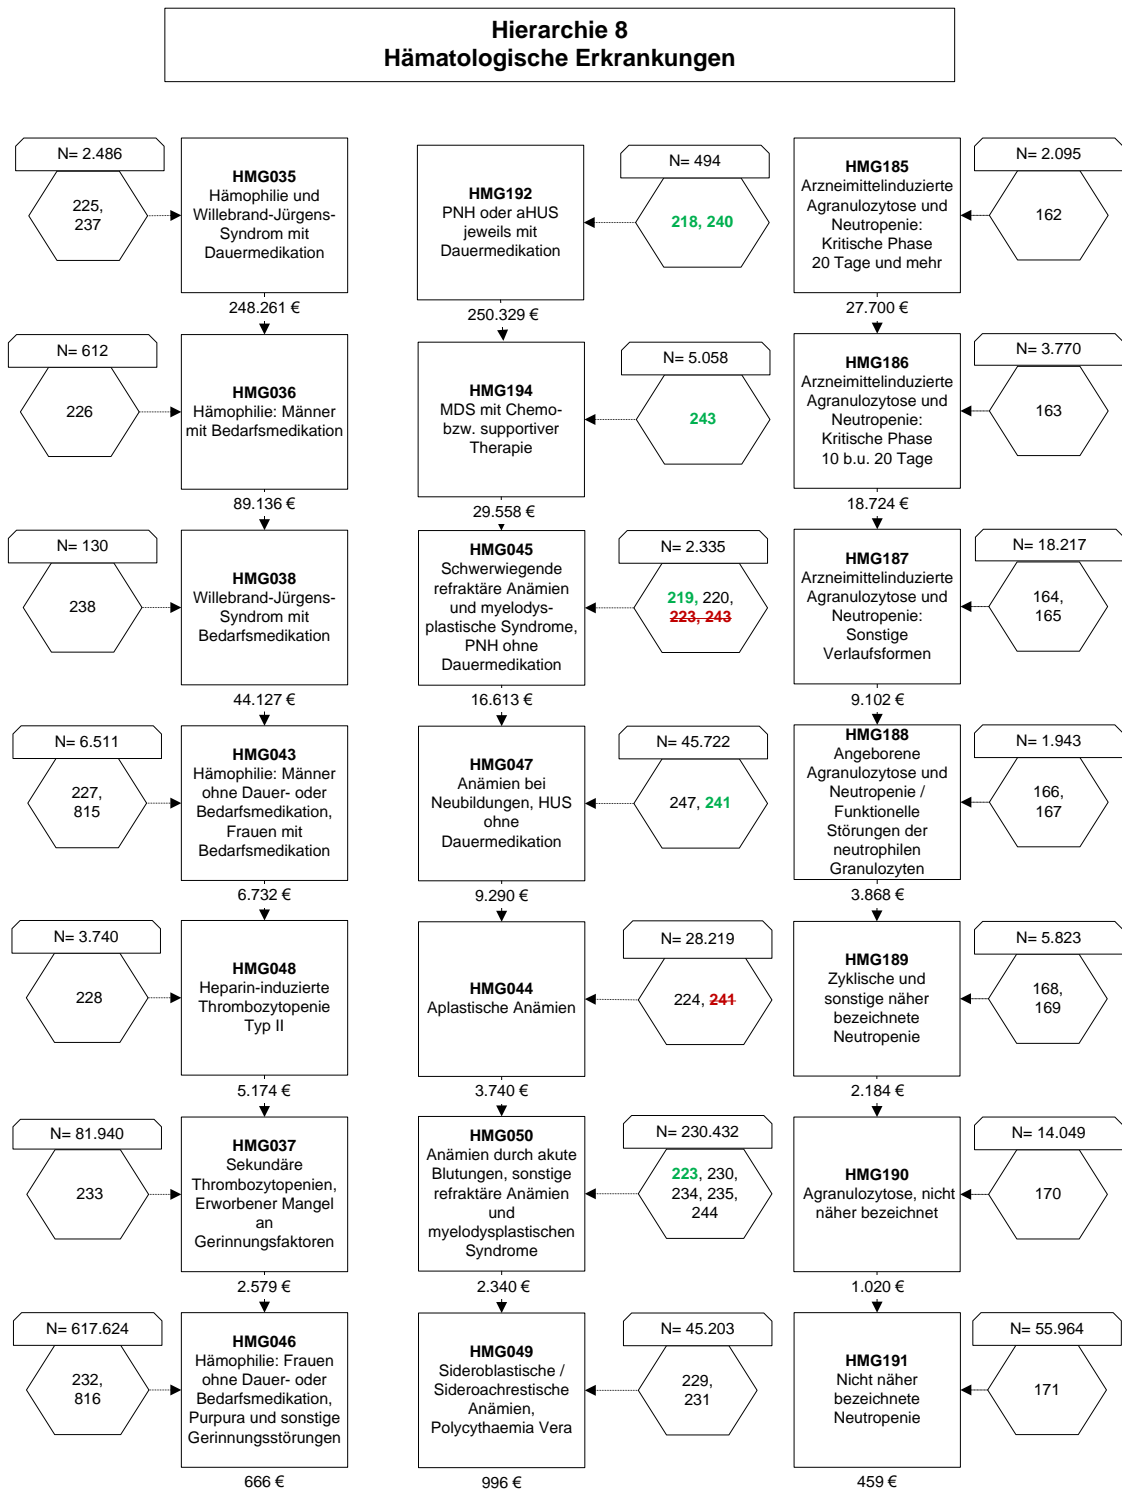 Hierarchie 8
Hämatologische Erkrankungen
N= 2.486
225,
237
HMG035
Hämophilie und
Willebrand-Jürgens-
Syndrom mit
Dauermedikation
248.261 €
N= 612
226
HMG036
Hämophilie: Männer
mit Bedarfsmedikation
89.136 €
N= 130
238
HMG038
Willebrand-Jürgens-
Syndrom mit
Bedarfsmedikation
44.127 €
N= 6.511
227,
815
HMG043
Hämophilie: Männer
ohne Dauer- oder
Bedarfsmedikation,
Frauen mit
Bedarfsmedikation
6.732 €
N= 3.740
228
HMG048
Heparin-induzierte
Thrombozytopenie
Typ II
5.174 €
N= 81.940
233
HMG037
Sekundäre
Thrombozytopenien,
Erworbener Mangel
an
Gerinnungsfaktoren
2.579 €
N= 617.624
232,
816
HMG046
Hämophilie: Frauen
ohne Dauer- oder
Bedarfsmedikation,
Purpura und sonstige
Gerinnungsstörungen
666 €
HMG192
PNH oder aHUS
jeweils mit
Dauermedikation
N= 494
218, 240
250.329 €
HMG194
MDS mit Chemo-
bzw. supportiver
Therapie
N= 5.058
243
29.558 €
HMG045
Schwerwiegende
refraktäre Anämien
und myelodys-
plastische Syndrome,
PNH ohne
Dauermedikation
N= 2.335
219, 220,
223, 243
16.613 €
HMG047
Anämien bei
Neubildungen, HUS
ohne
Dauermedikation
N= 45.722
247, 241
9.290 €
HMG044
Aplastische Anämien
N= 28.219
224, 241
3.740 €
HMG050
Anämien durch akute
Blutungen, sonstige
refraktäre Anämien
und
myelodysplastischen
Syndrome
N= 230.432
223, 230,
234, 235,
244
2.340 €
HMG049
Sideroblastische /
Sideroachrestische
Anämien,
Polycythaemia Vera
N= 45.203
229,
231
996 €
HMG185
Arzneimittelinduzierte
Agranulozytose und
Neutropenie:
Kritische Phase
20 Tage und mehr
N= 2.095
162
27.700 €
HMG186
Arzneimittelinduzierte
Agranulozytose und
Neutropenie:
Kritische Phase
10 b.u. 20 Tage
N= 3.770
163
18.724 €
HMG187
Arzneimittelinduzierte
Agranulozytose und
Neutropenie:
Sonstige
Verlaufsformen
N= 18.217
164,
165
9.102 €
HMG188
Angeborene
Agranulozytose und
Neutropenie /
Funktionelle
Störungen der
neutrophilen
Granulozyten
N= 1.943
166,
167
3.868 €
HMG189
Zyklische und
sonstige näher
bezeichnete
Neutropenie
N= 5.823
168,
169
2.184 €
HMG190
Agranulozytose, nicht
näher bezeichnet
N= 14.049
170
1.020 €
HMG191
Nicht näher
bezeichnete
Neutropenie
N= 55.964
171
459 €